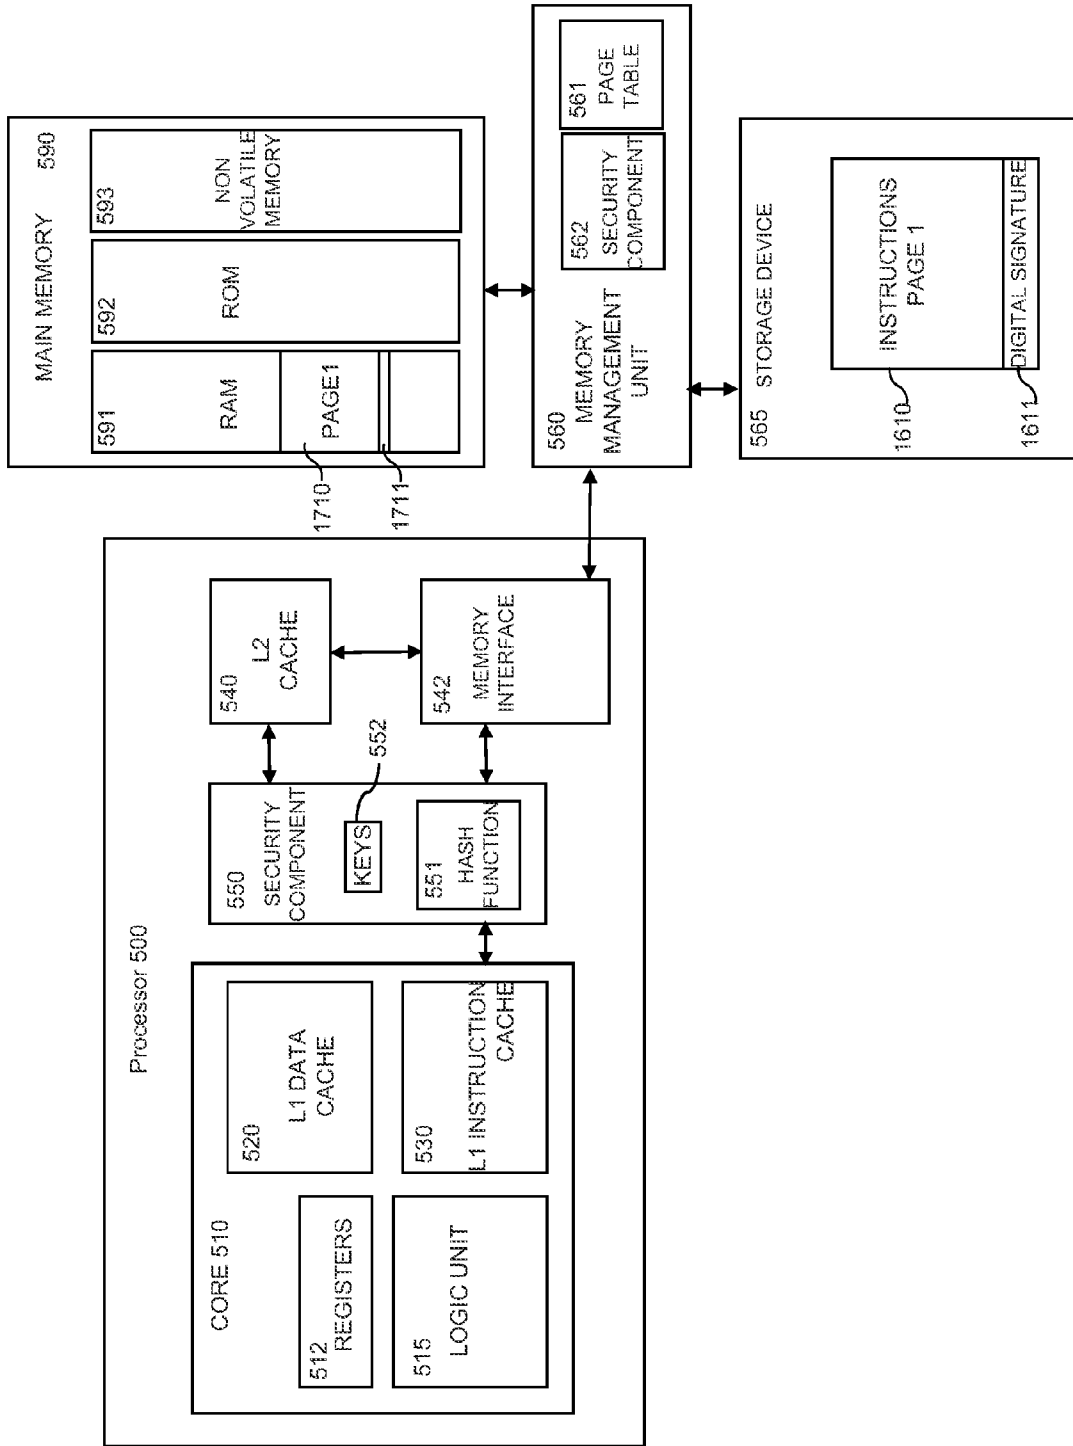 Processor 500
CORE 510
512
REGISTERS
515
LOGIC UNIT
520
L1 DATA
CACHE
530
L1 INSTRUCTION
CACHE
550
SECURITY
COMPONENT
KEYS
552
551
HASH
FUNCTION
540
L2
CACHE
542
MEMORY
INTERFACE
MAIN MEMORY
590
591
RAM
PAGE1
1710
1711
592
ROM
593
NON
VOLATILE
MEMORY
560
MEMORY
MANAGEMENT
UNIT
562
SECURITY
COMPONENT
561
PAGE
TABLE
565
STORAGE DEVICE
INSTRUCTIONS
PAGE 1
1610
DIGITAL SIGNATURE
1611